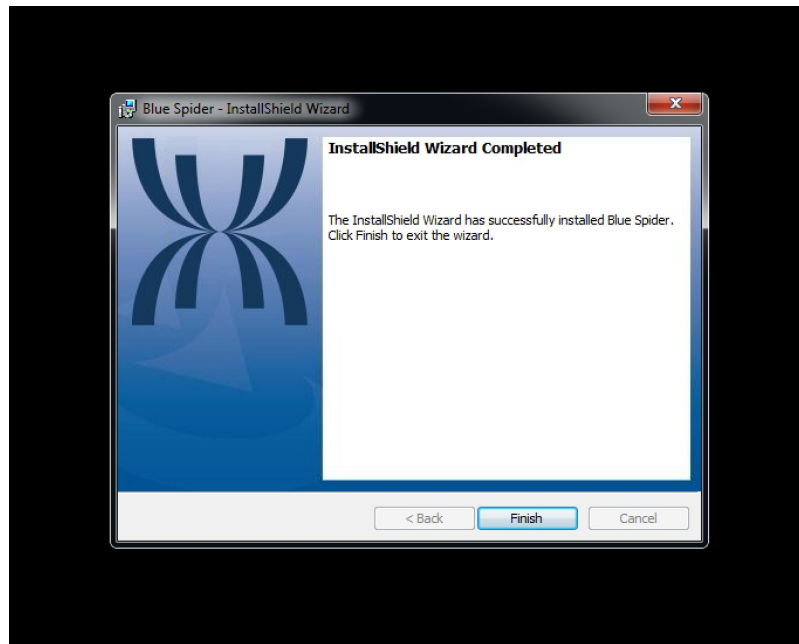 Blue Spider - InstallShield Wizard
InstallShield Wizard Completed
The InstallShield Wizard has successfully installed Blue Spider.
Click Finish to exit the wizard.
< Back
Finish
Cancel